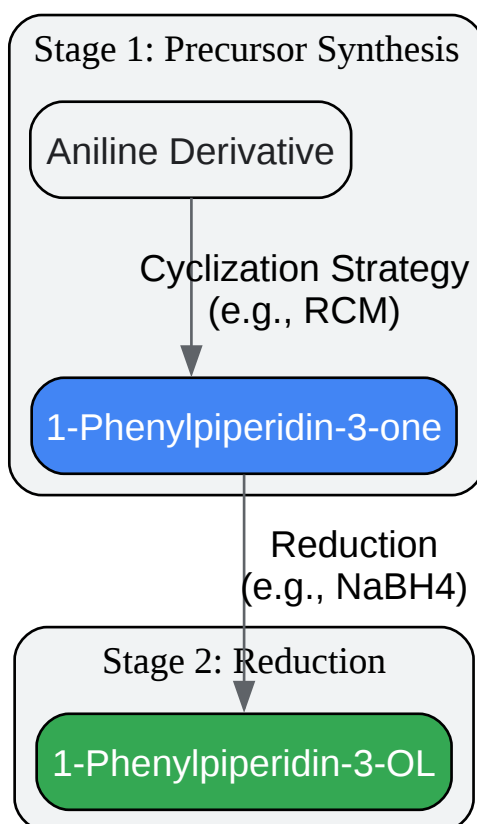 Stage 1: Precursor Synthesis
Aniline Derivative
Cyclization Strategy
(e.g., RCM)
1-Phenylpiperidin-3-one
Reduction
(e.g., NaBH4)
Stage 2: Reduction
1-Phenylpiperidin-3-OL